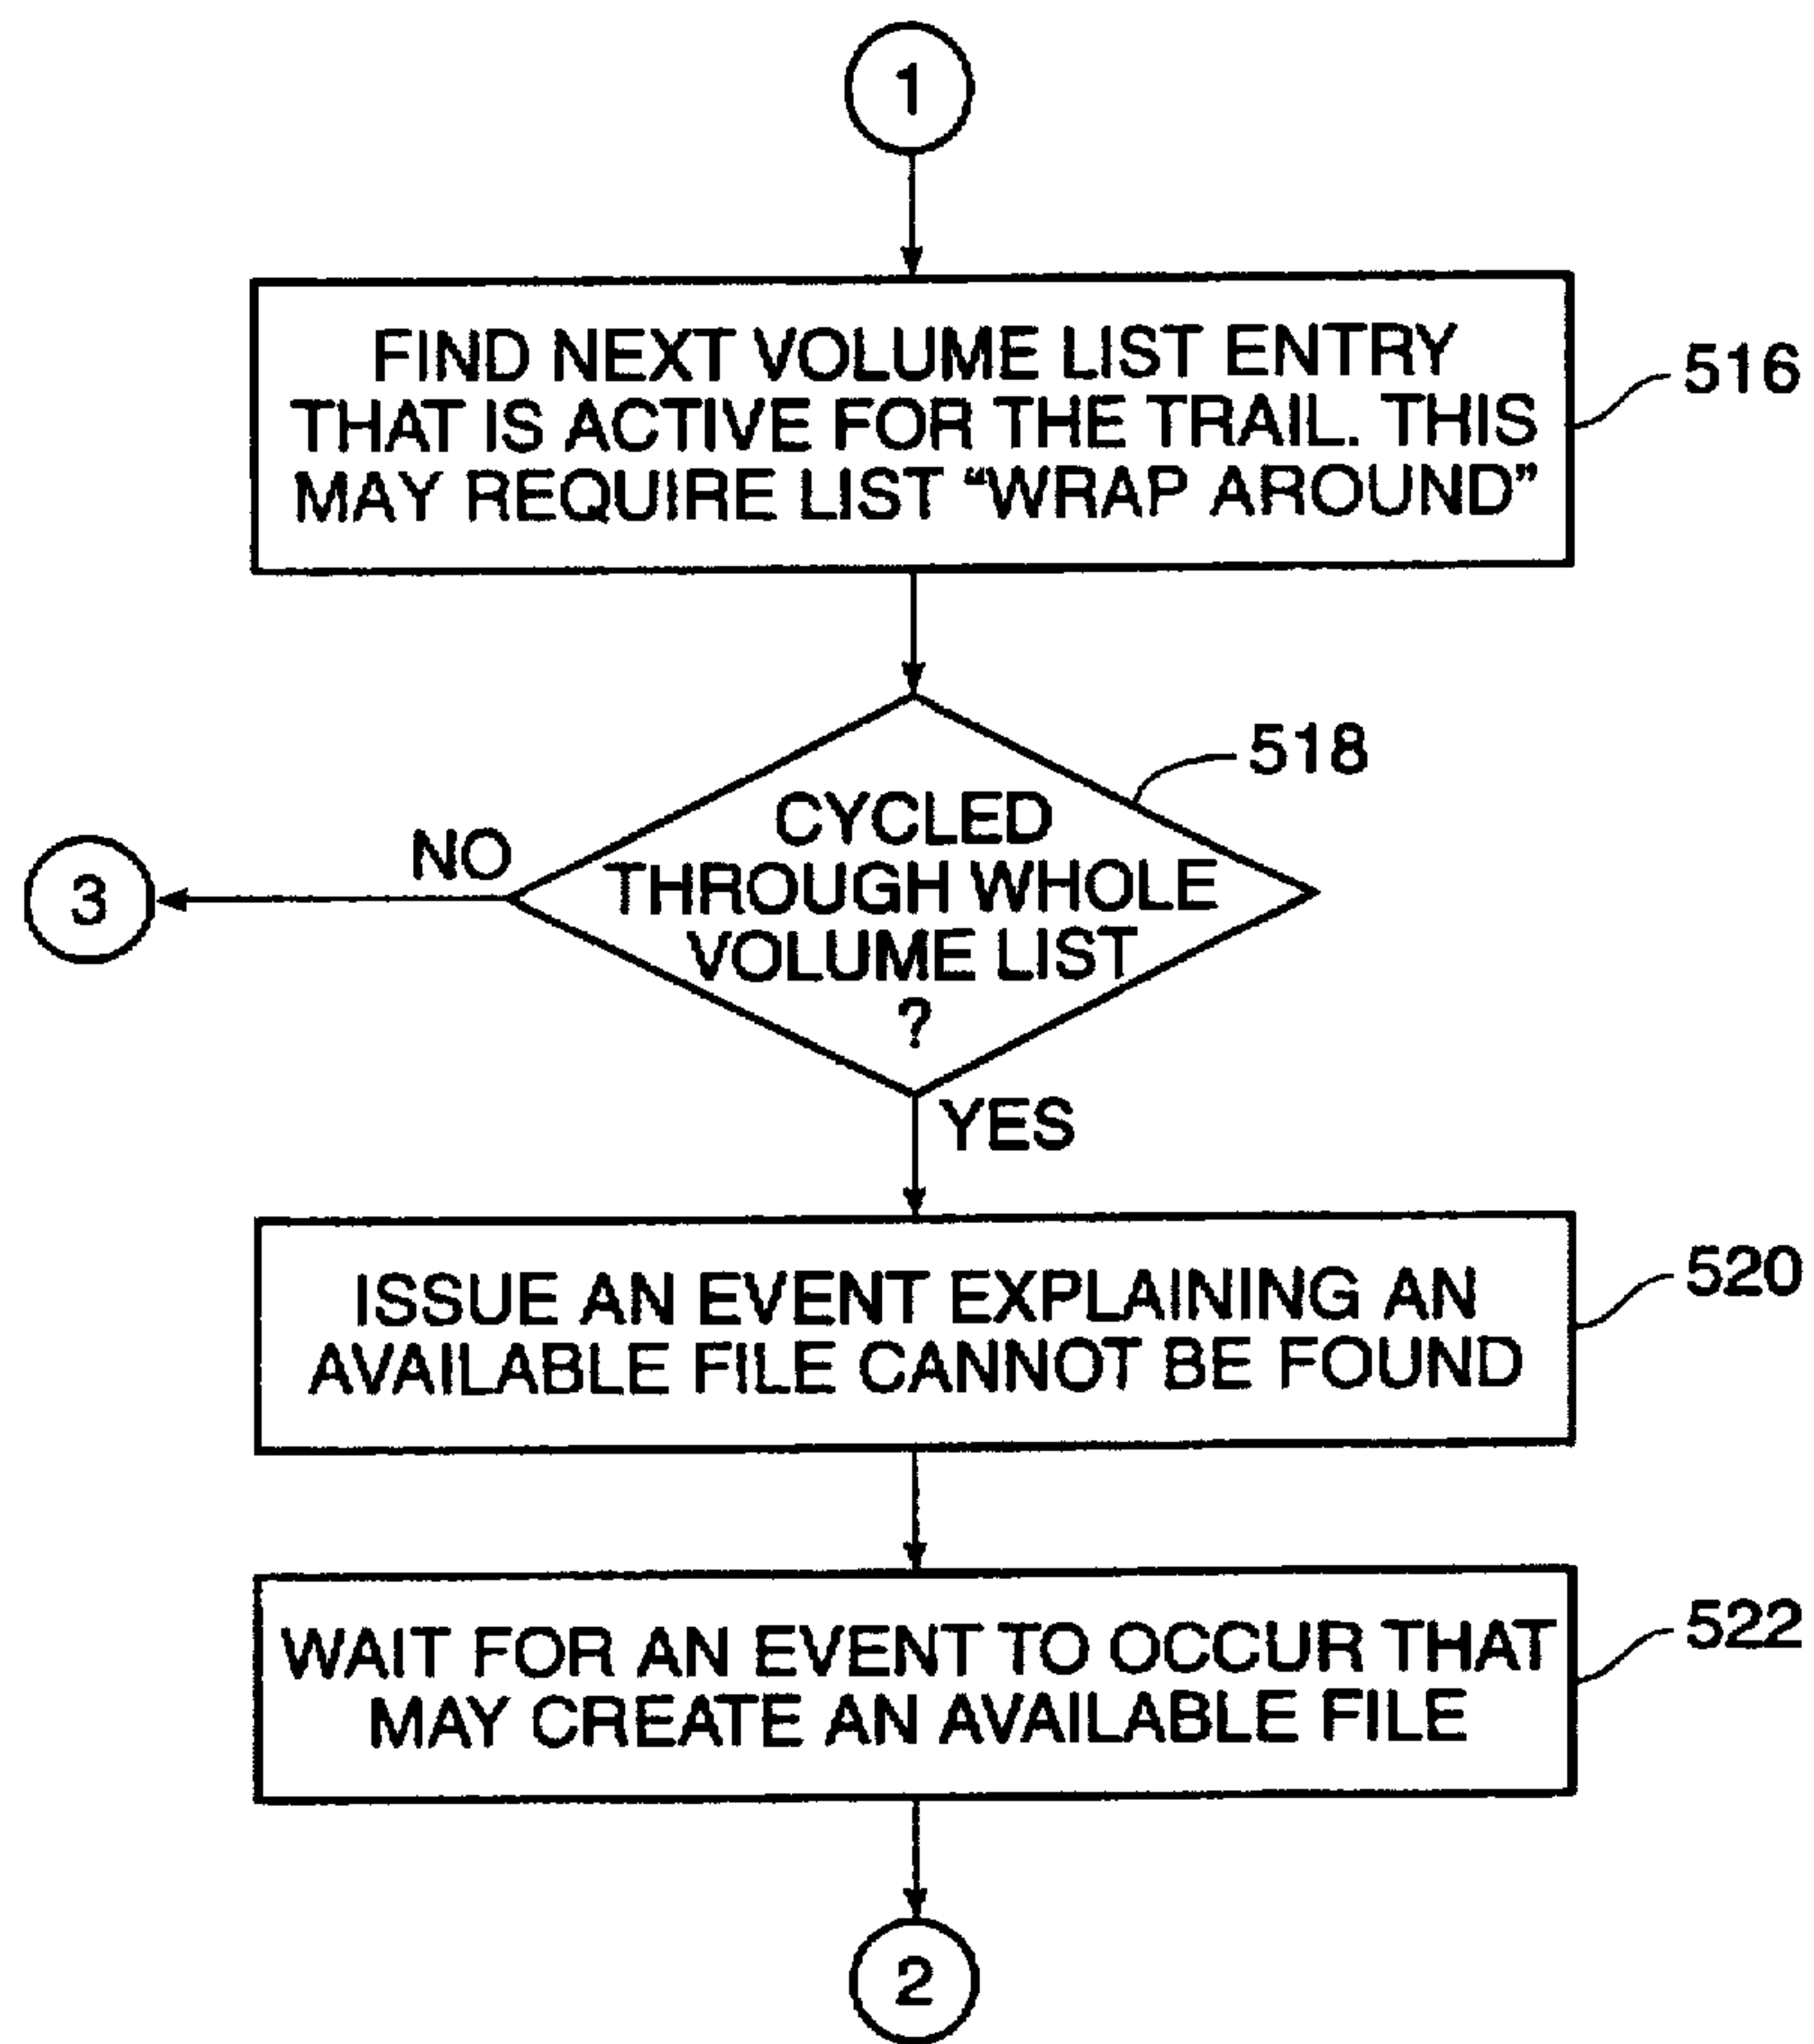 1
FIND NEXT VOLUME LIST ENTRY
THAT IS ACTIVE FOR THE TRAIL. THIS
MAY REQUIRE LIST “WRAP AROUND”
516
518
CYCLED
THROUGH WHOLE
VOLUME LIST
?
NO
3
YES
ISSUE AN EVENT EXPLAINING AN
AVAILABLE FILE CANNOT BE FOUND
520
WAIT FOR AN EVENT TO OCCUR THAT
MAY CREATE AN AVAILABLE FILE
522
2